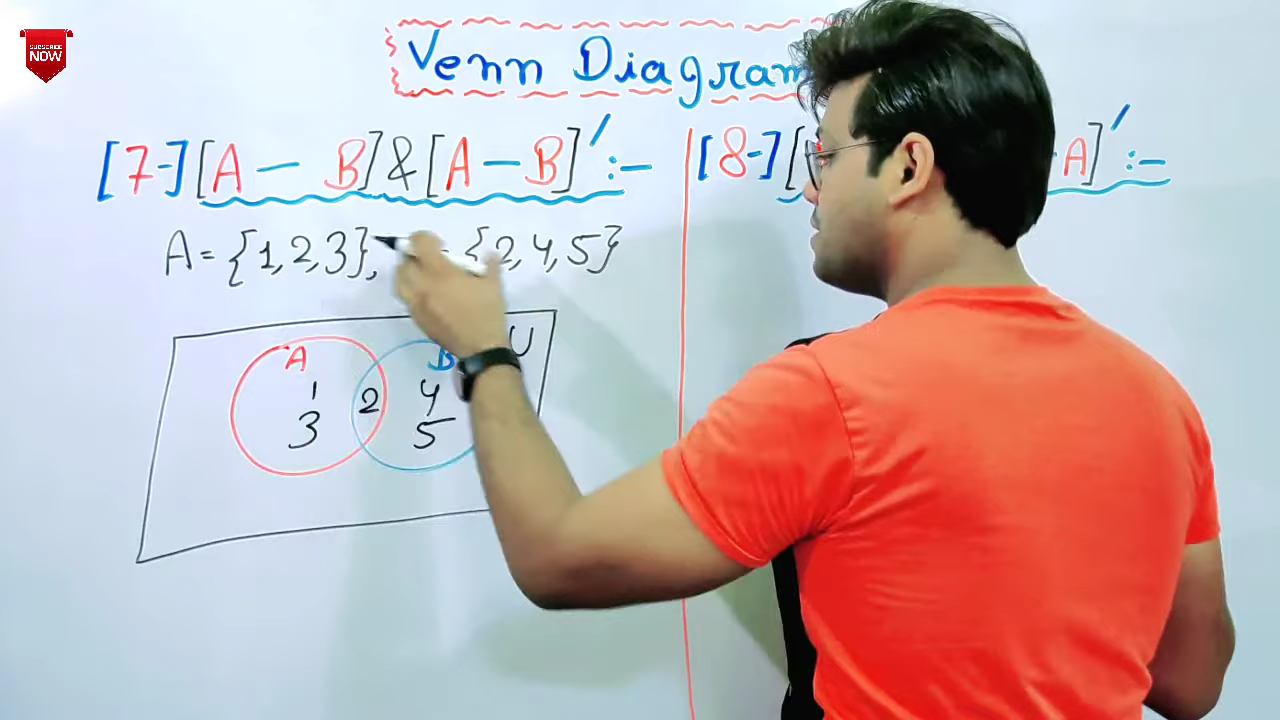 SUBSCRIBE
NOW
Venn Diagram
[7-][A - B]&[A - B]' :-
[8-][ - A]' :-
A = {1, 2, 3}, = {2, 4, 5}
U
A B
1 2 4
3 5